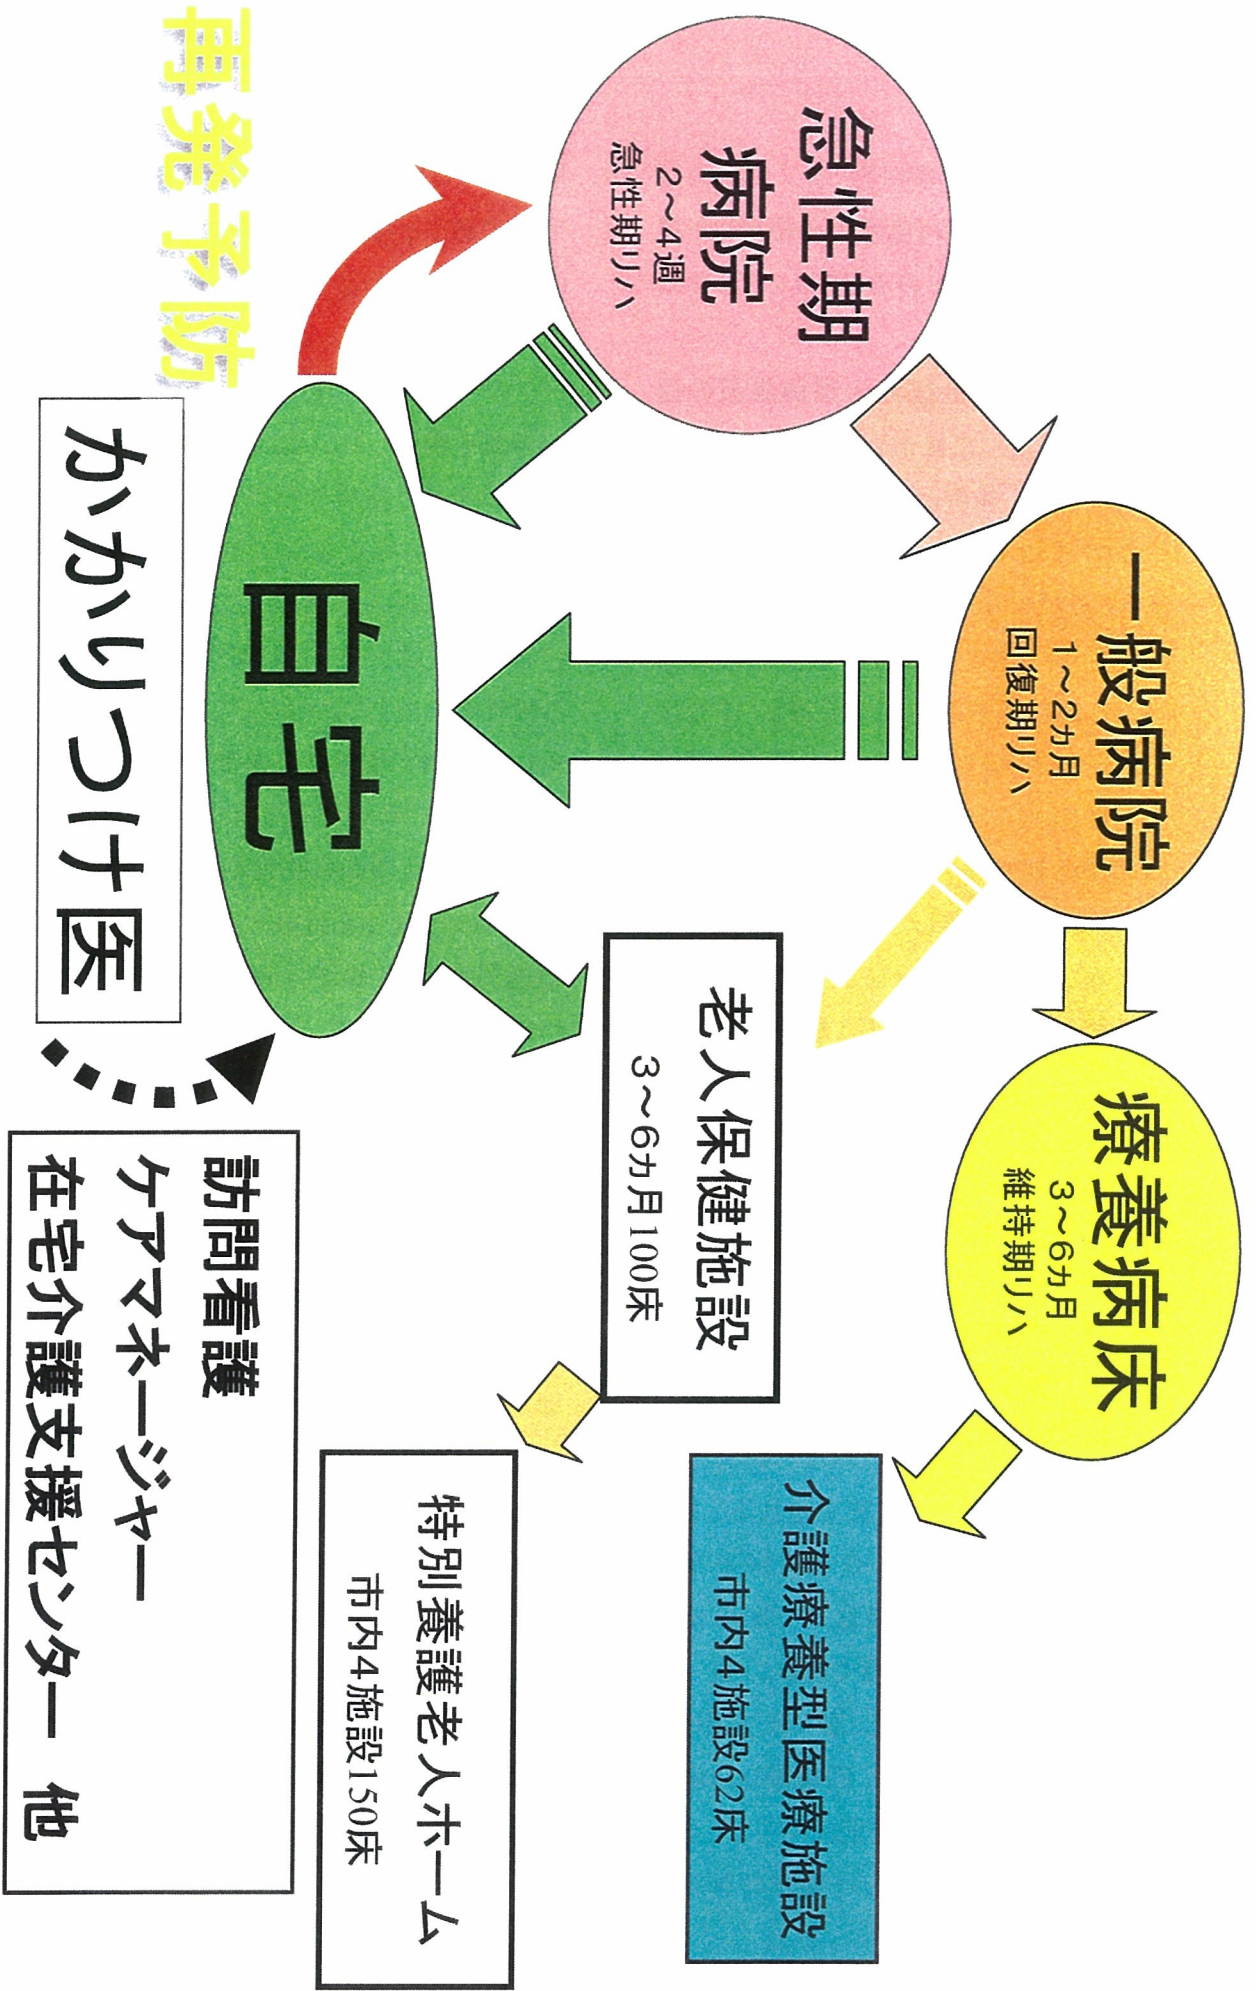 急性期
病院
2～4週
急性期リハ
一般病院
1～2カ月
回復期リハ
療養病床
3～6カ月
維持期リハ
老人保健施設
3～6カ月100床
介護療養型医療施設
市内4施設62床
特別養護老人ホーム
市内4施設150床
自宅
再発予防
かかりつけ医
訪問看護
ケアマネージャー
在宅介護支援センター 他